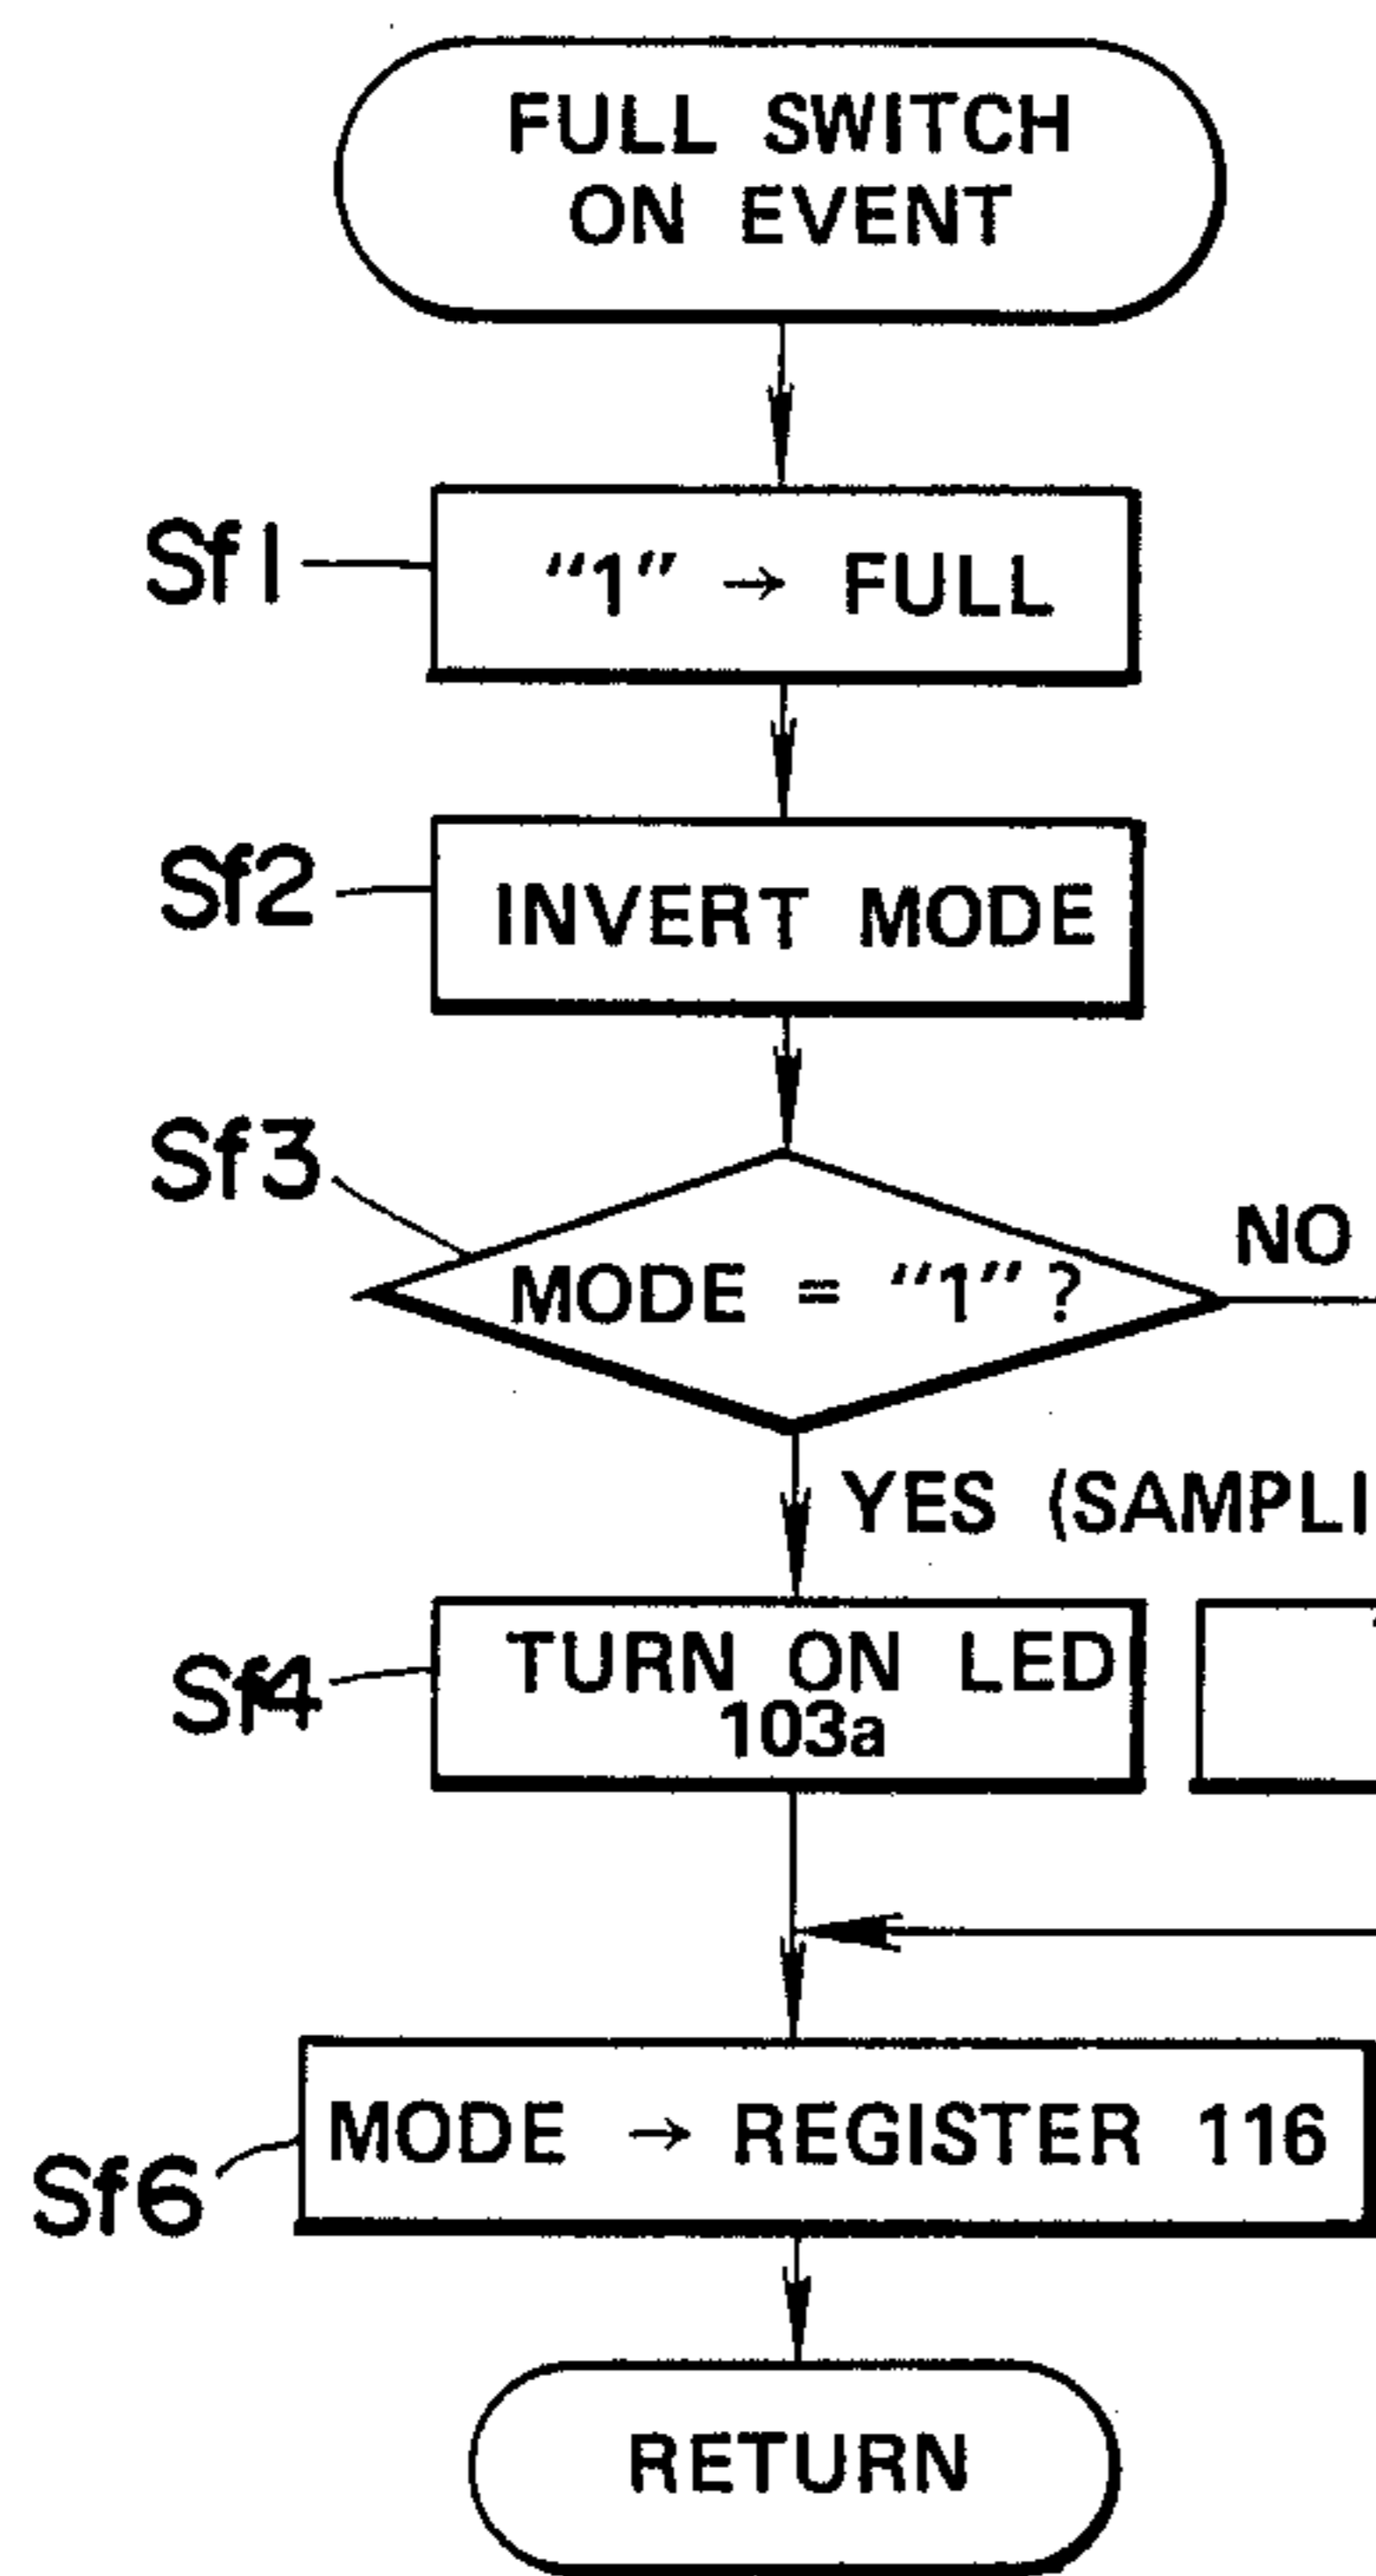 FULL SWITCH
ON EVENT
Sf1
"1" → FULL
Sf2
INVERT MODE
Sf3
MODE = "1"?
NO
YES (SAMPLI
Sf4
TURN ON LED
103a
Sf6
MODE → REGISTER 116
RETURN